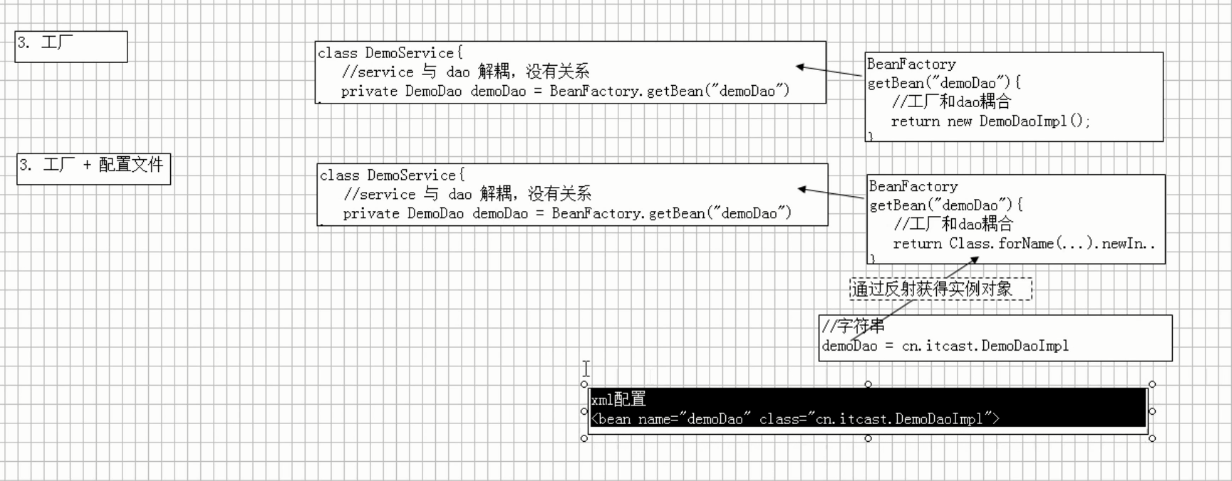 3. 工厂
class DemoService{
//service 与 dao 解耦，没有关系
private DemoDao demoDao = BeanFactory.getBean("demoDao")
BeanFactory
getBean("demoDao"){
//工厂和dao耦合
return new DemoDaoImpl();
}
3. 工厂 + 配置文件
class DemoService{
//service 与 dao 解耦，没有关系
private DemoDao demoDao = BeanFactory.getBean("demoDao")
BeanFactory
getBean("demoDao"){
//工厂和dao耦合
return Class.forName(...).newIn..
}
通过反射获得实例对象
//字符串
demoDao = cn.itcast.DemoDaoImpl
xml配置
<bean name="demoDao" class="cn.itcast.DemoDaoImpl">